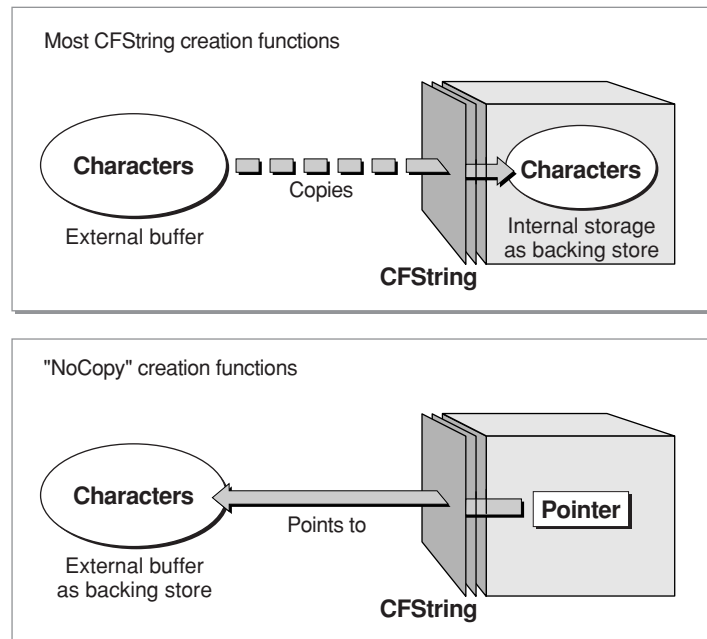 Most CFString creation functions
Characters
Copies
Characters
External buffer
Internal storage
as backing store
CFString
"NoCopy" creation functions
Characters
Points to
Pointer
External buffer
as backing store
CFString